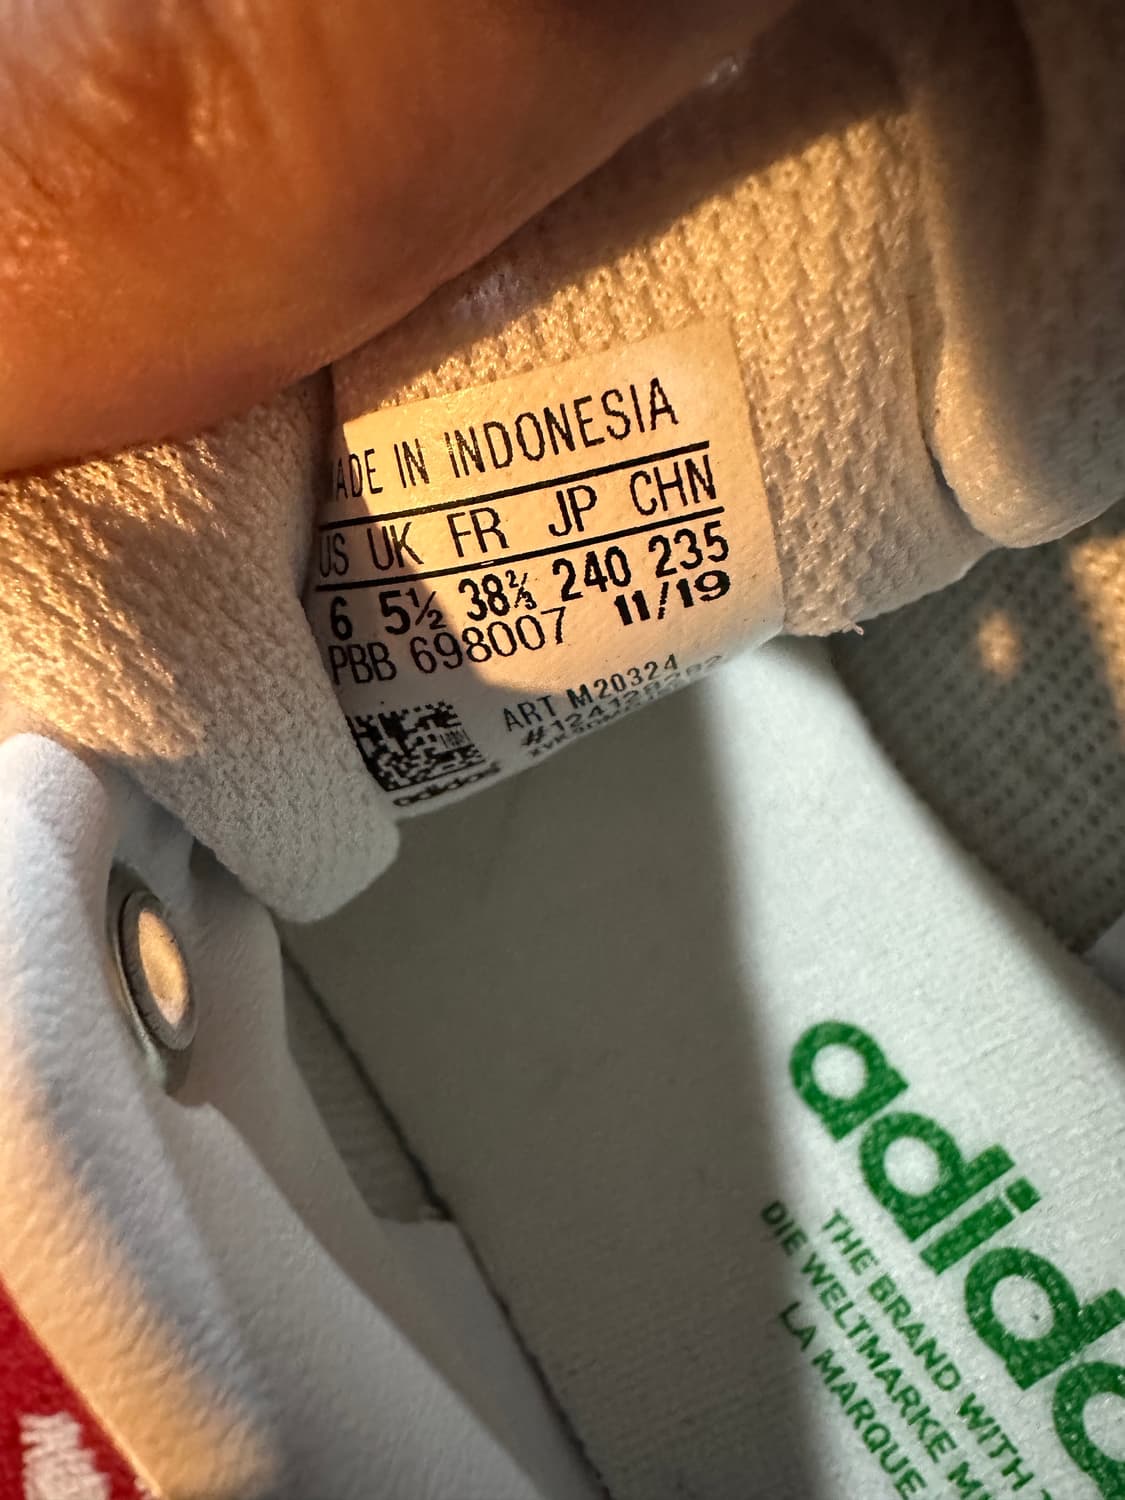 ADE IN INDONESIA
US UK FR JP CHN
6 5½ 38⅔ 240 235
PBB 698007 11/19
ART M20324
adidas
adida
THE BRAND WITH
DIE WELTMARKE M
LA MARQUE